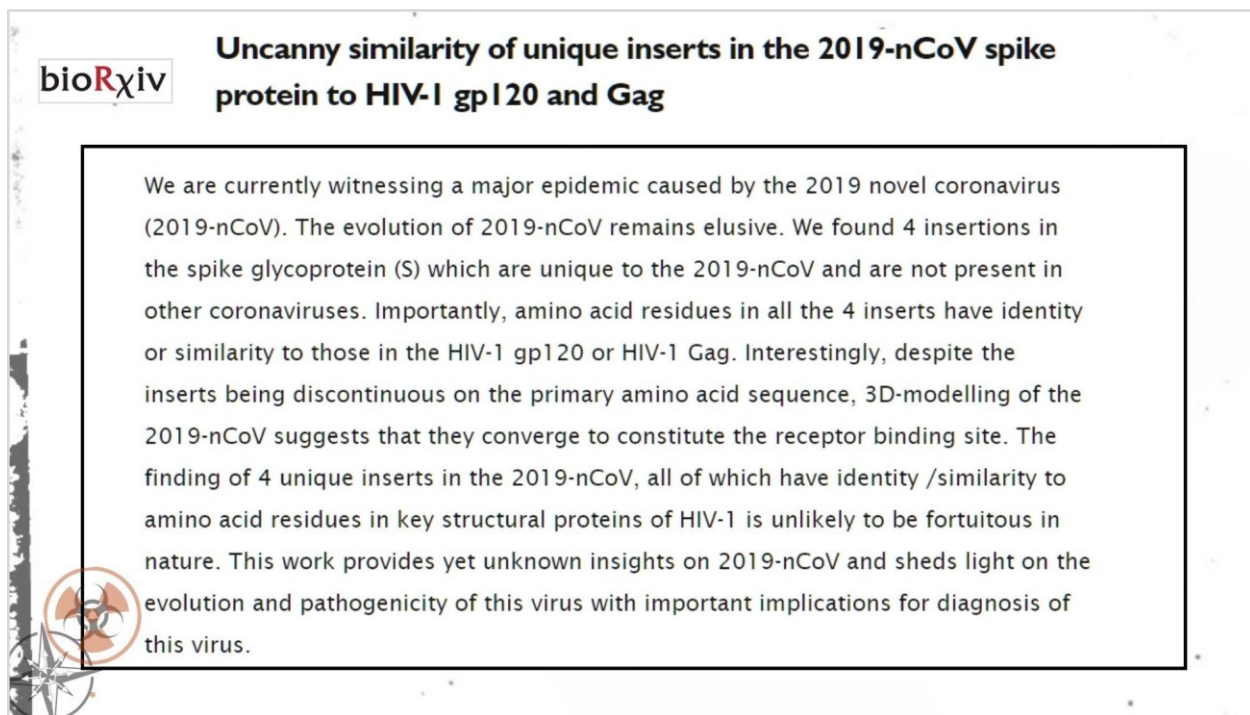 bioRχiv
Uncanny similarity of unique inserts in the 2019-nCoV spike
protein to HIV-1 gp120 and Gag
We are currently witnessing a major epidemic caused by the 2019 novel coronavirus
(2019-nCoV). The evolution of 2019-nCoV remains elusive. We found 4 insertions in
the spike glycoprotein (S) which are unique to the 2019-nCoV and are not present in
other coronaviruses. Importantly, amino acid residues in all the 4 inserts have identity
or similarity to those in the HIV-1 gp120 or HIV-1 Gag. Interestingly, despite the
inserts being discontinuous on the primary amino acid sequence, 3D-modelling of the
2019-nCoV suggests that they converge to constitute the receptor binding site. The
finding of 4 unique inserts in the 2019-nCoV, all of which have identity /similarity to
amino acid residues in key structural proteins of HIV-1 is unlikely to be fortuitous in
nature. This work provides yet unknown insights on 2019-nCoV and sheds light on the
evolution and pathogenicity of this virus with important implications for diagnosis of
this virus.